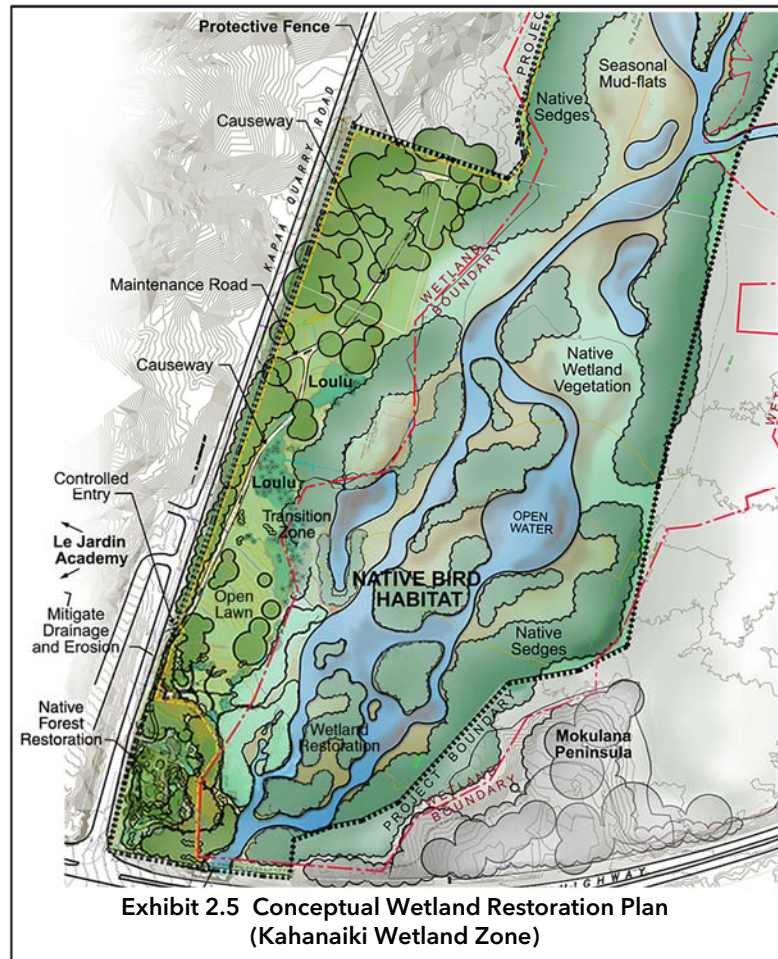 Protective Fence
PROJECT
Seasonal
Mud-flats
Native
Sedges
Causeway
KAPAA QUARRY ROAD
WETLAND
BOUNDARY
Maintenance Road
Native
Wetland
Vegetation
Causeway
Loulu
Controlled
Entry
Loulu
Transition
Zone
OPEN
WATER
Le Jardin
Academy
NATIVE BIRD
HABITAT
Open
Lawn
Mitigate
Drainage
and Erosion
Native
Sedges
Native
Forest
Restoration
Wetland
Restoration
PROJECT BOUNDARY
WETLAND
BOUNDARY
Mokulana
Peninsula
HIGHWAY
Exhibit 2.5 Conceptual Wetland Restoration Plan
(Kahanaiki Wetland Zone)